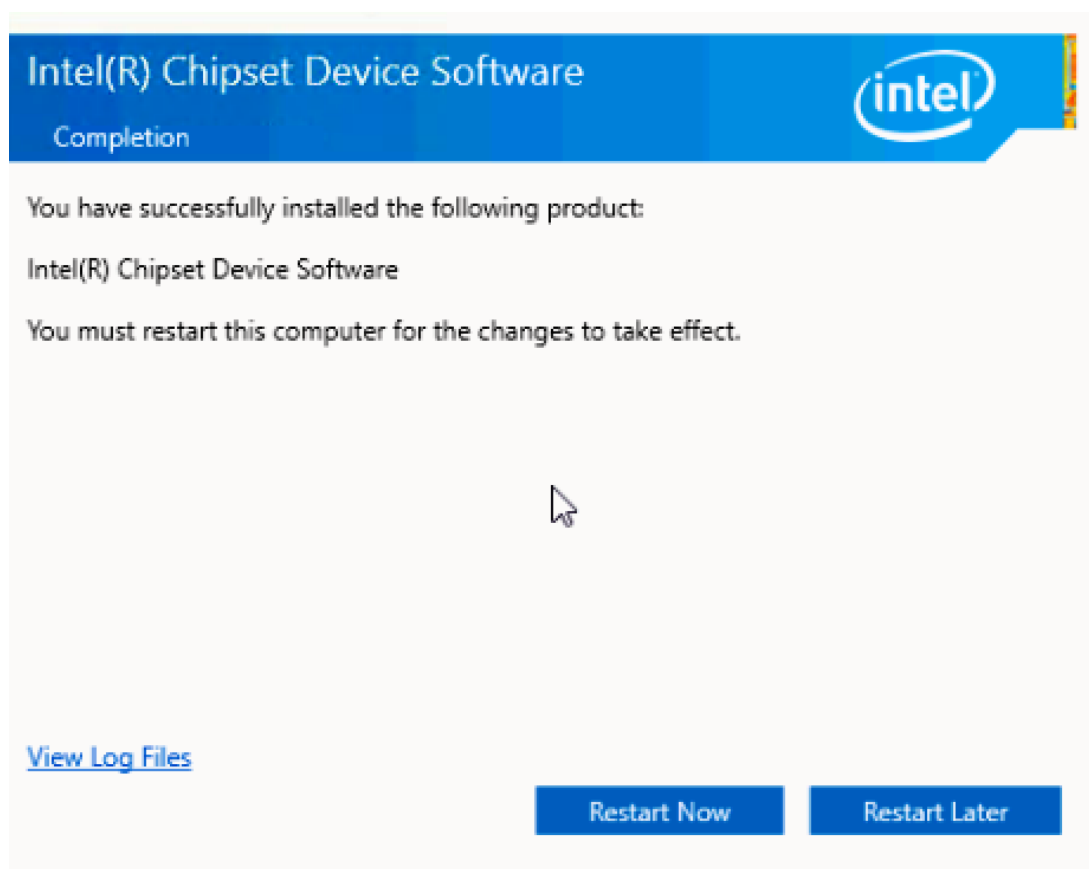 Intel(R) Chipset Device Software
intel
Completion
You have successfully installed the following product:
Intel(R) Chipset Device Software
You must restart this computer for the changes to take effect.
View Log Files
Restart Now
Restart Later